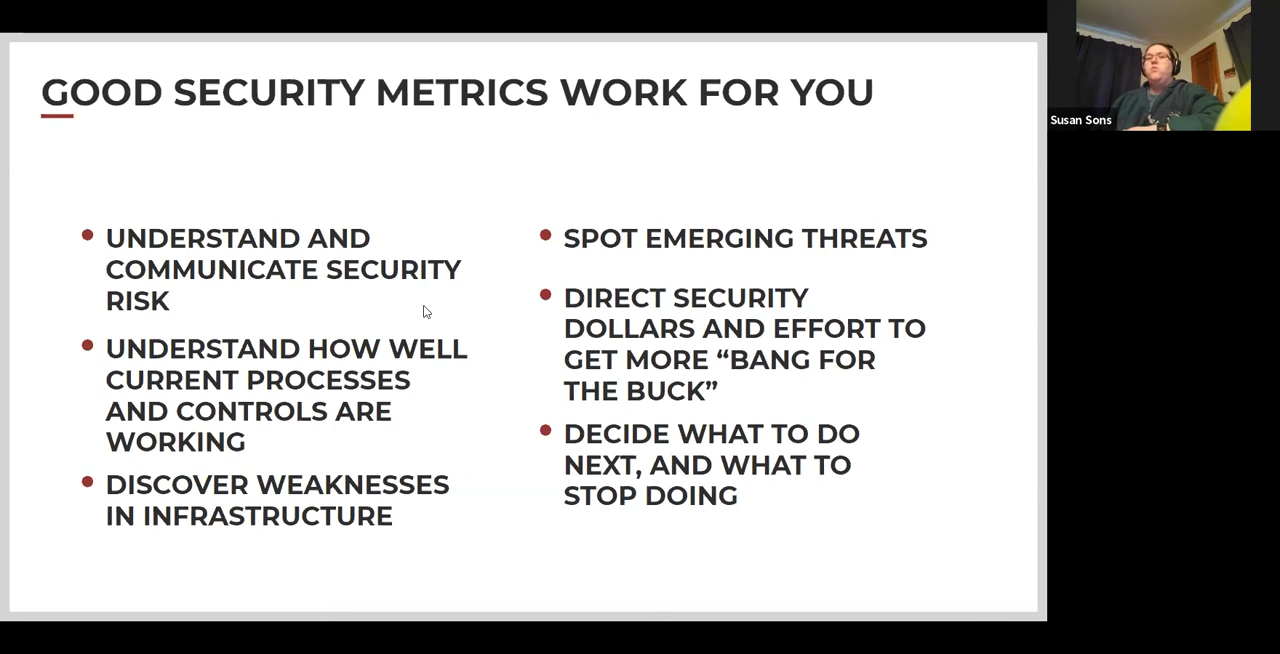 GOOD SECURITY METRICS WORK FOR YOU
UNDERSTAND AND
COMMUNICATE SECURITY
RISK
UNDERSTAND HOW WELL
CURRENT PROCESSES
AND CONTROLS ARE
WORKING
DISCOVER WEAKNESSES
IN INFRASTRUCTURE
SPOT EMERGING THREATS
DIRECT SECURITY
DOLLARS AND EFFORT TO
GET MORE “BANG FOR
THE BUCK”
DECIDE WHAT TO DO
NEXT, AND WHAT TO
STOP DOING
Susan Sons